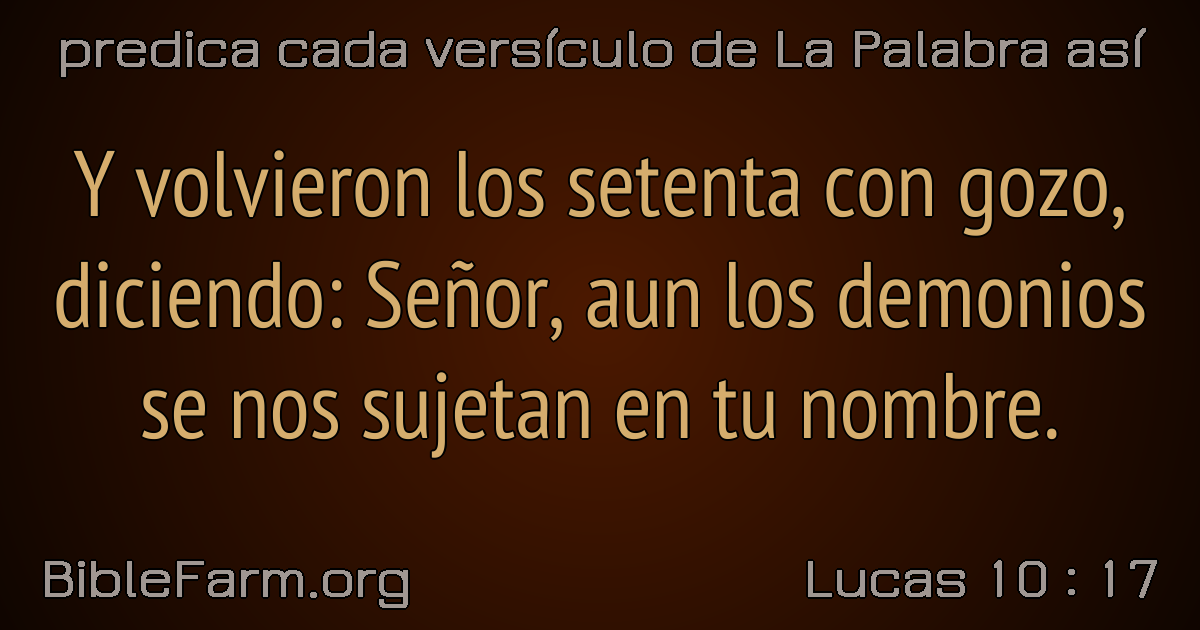 predica cada versículo de La Palabra así
Y volvieron los setenta con gozo,
diciendo: Señor, aun los demonios
se nos sujetan en tu nombre.
BibleFarm.org
Lucas 10 : 17